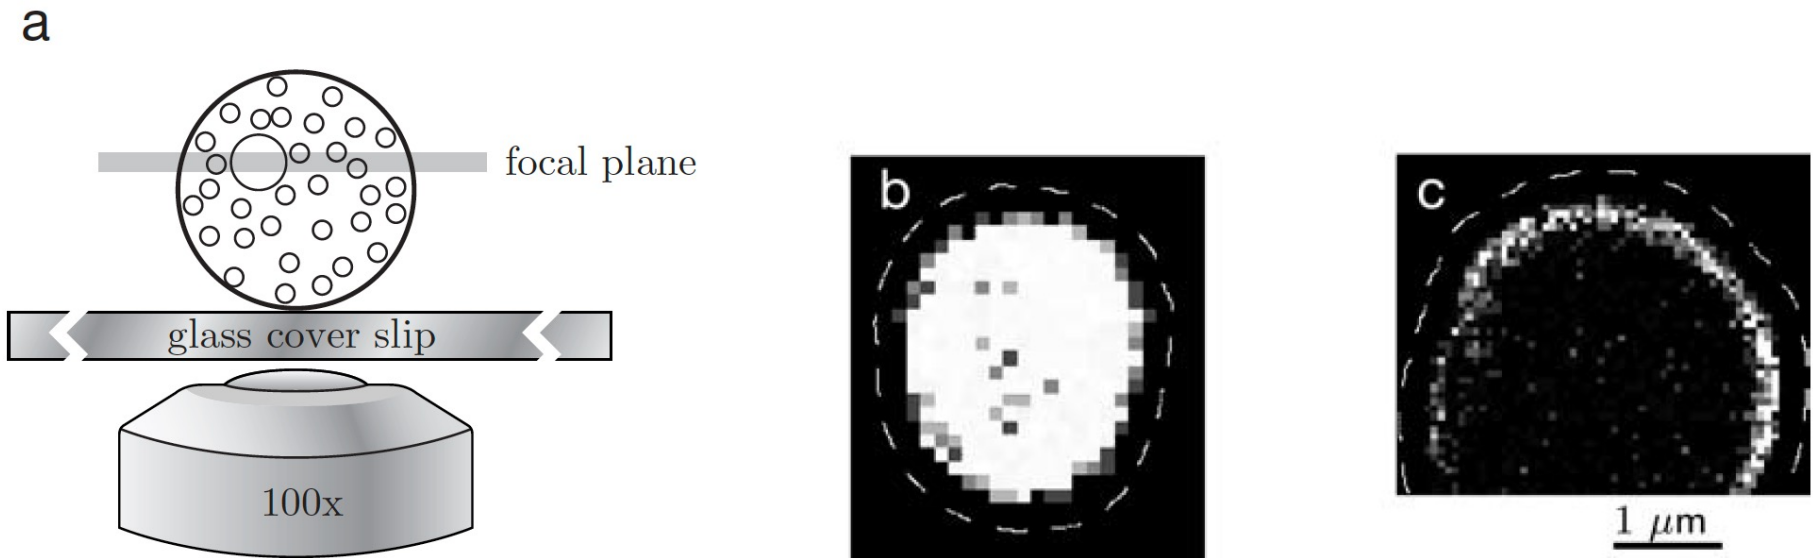 a
focal plane
glass cover slip
100x
b
c
1 μm